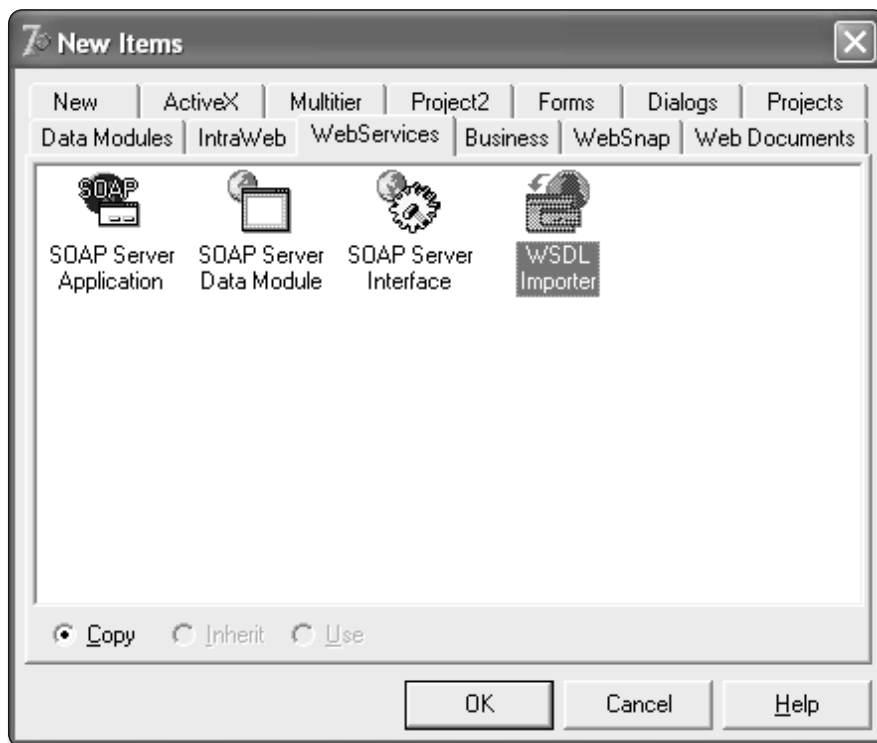 7 New Items
New ActiveX Multitier Project2 Forms Dialogs Projects
Data Modules IntraWeb WebServices Business WebSnap Web Documents
SOAP
SOAP Server Application
SOAP Server Data Module
SOAP Server Interface
WSDL Importer
Copy Inherit Use
OK Cancel Help